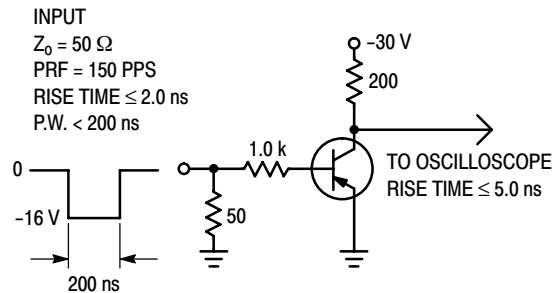 INPUT
Zo = 50 Ω
PRF = 150 PPS
RISE TIME ≤ 2.0 ns
P.W. < 200 ns
−30 V
200
1.0 k
0
TO OSCILLOSCOPE
RISE TIME ≤ 5.0 ns
50
−16 V
200 ns